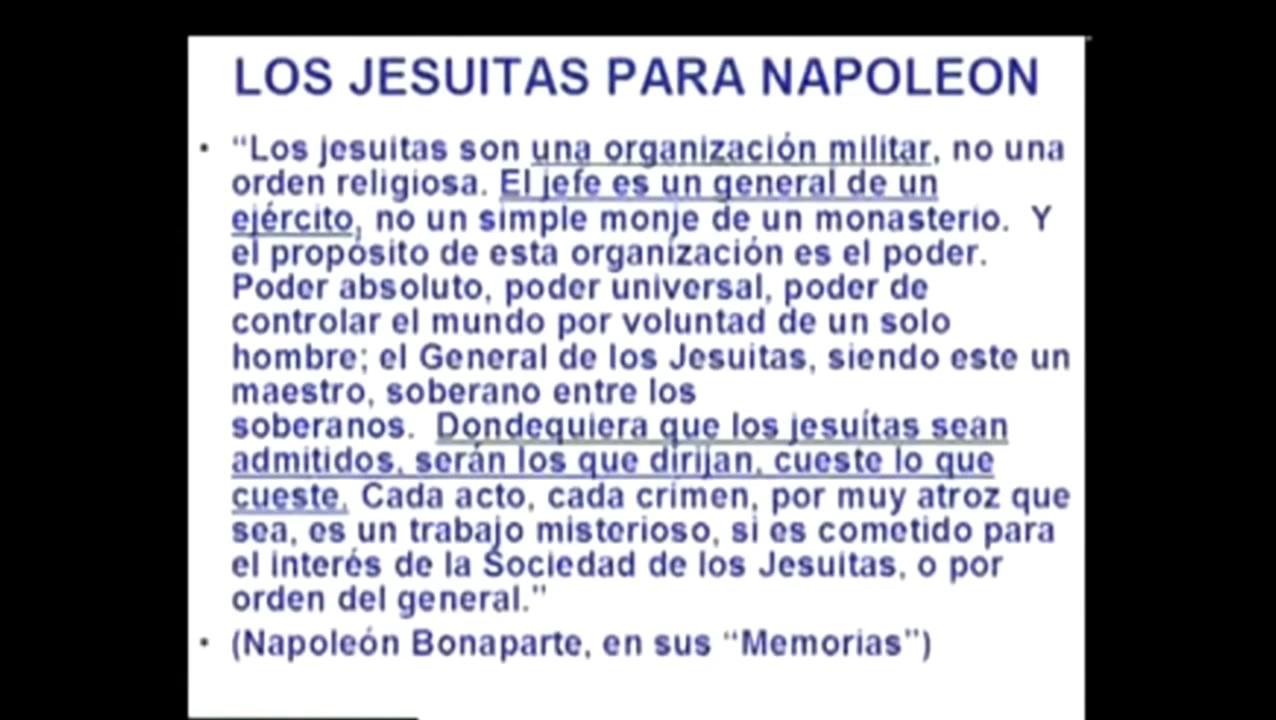 LOS JESUITAS PARA NAPOLEON
• “Los jesuitas son una organización militar, no una
orden religiosa. El jefe es un general de un
ejército, no un simple monje de un monasterio. Y
el propósito de esta organización es el poder.
Poder absoluto, poder universal, poder de
controlar el mundo por voluntad de un solo
hombre; el General de los Jesuitas, siendo este un
maestro, soberano entre los
soberanos. Dondequiera que los jesuítas sean
admitidos, serán los que dirijan, cueste lo que
cueste. Cada acto, cada crimen, por muy atroz que
sea, es un trabajo misterioso, si es cometido para
el interés de la Sociedad de los Jesuitas, o por
orden del general.”
• (Napoleón Bonaparte, en sus “Memorias”)